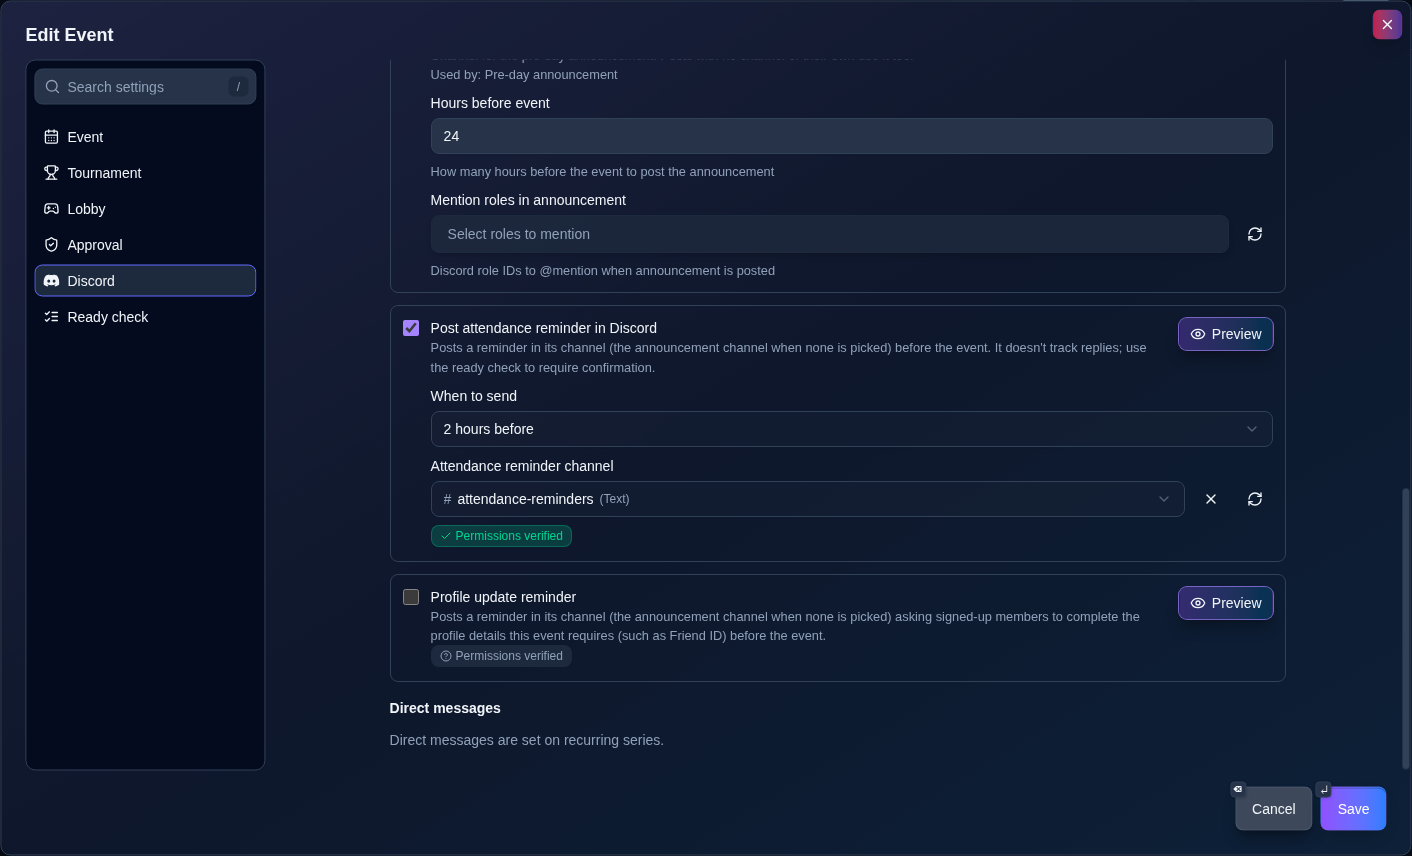 Edit Event
Search settings /
Event
Tournament
Lobby
Approval
Discord
Ready check
Used by: Pre-day announcement
Hours before event
24
How many hours before the event to post the announcement
Mention roles in announcement
Select roles to mention
Discord role IDs to @mention when announcement is posted
Post attendance reminder in Discord
Preview
Posts a reminder in its channel (the announcement channel when none is picked) before the event. It doesn't track replies; use
the ready check to require confirmation.
When to send
2 hours before
Attendance reminder channel
# attendance-reminders (Text)
Permissions verified
Profile update reminder
Preview
Posts a reminder in its channel (the announcement channel when none is picked) asking signed-up members to complete the
profile details this event requires (such as Friend ID) before the event.
Permissions verified
Direct messages
Direct messages are set on recurring series.
Cancel
Save